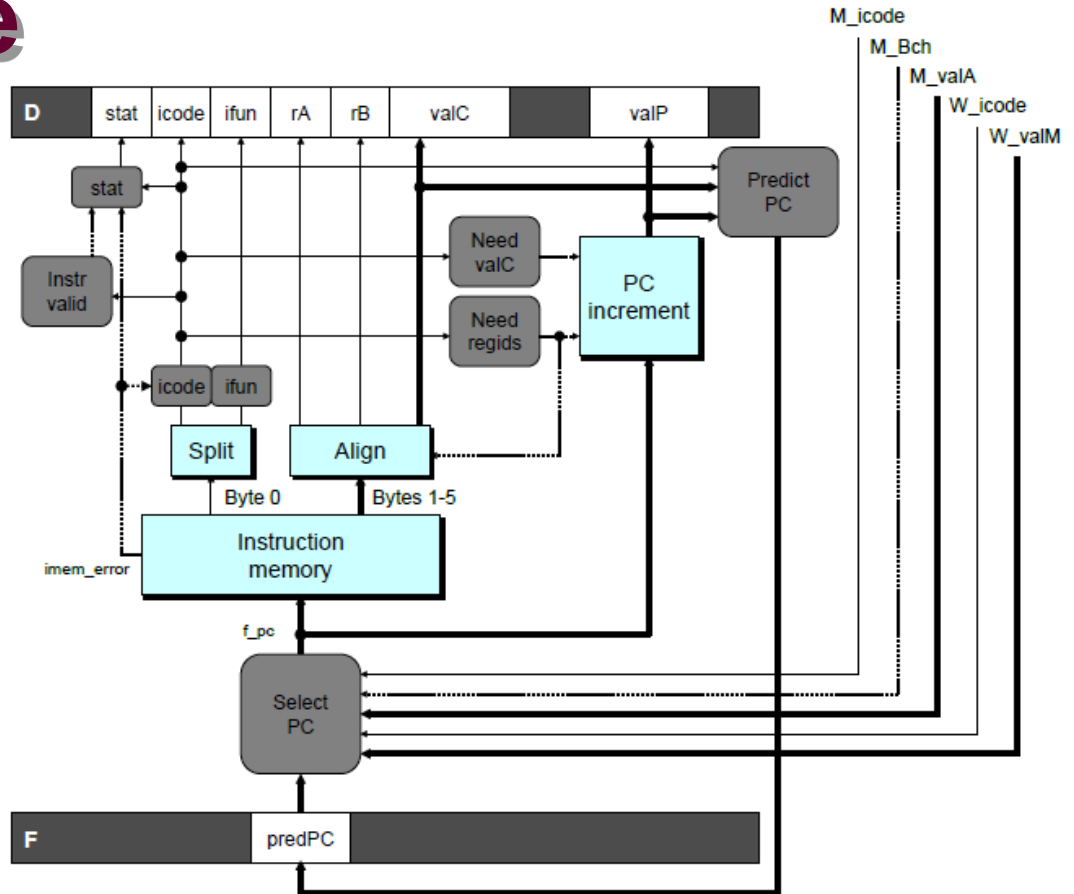 e
M_icode
M_Bch
M_valA
W_icode
W_valM
D
stat
icode
ifun
rA
rB
valC
valP
stat
Predict
PC
Need
valC
Instr
valid
PC
increment
Need
regids
icode
ifun
Split
Align
Byte 0
Bytes 1-5
Instruction
memory
imem_error
f_pc
Select
PC
F
predPC